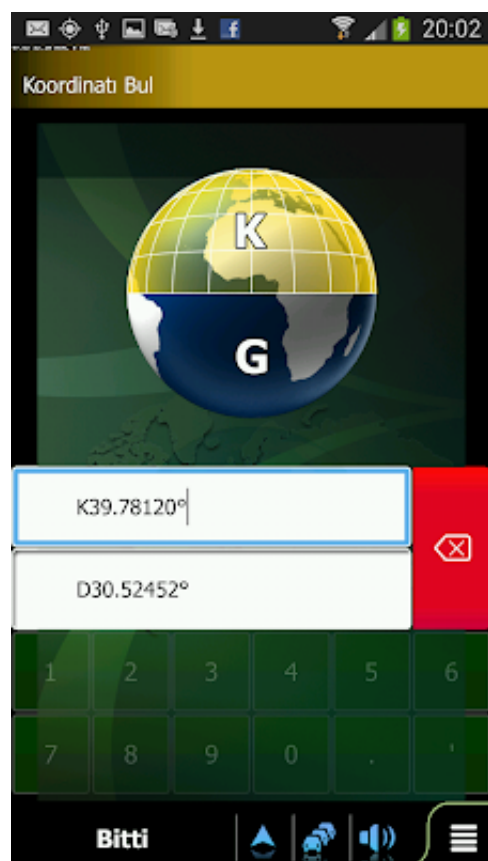 20:02
Koordinatı Bul
K
G
K39.78120°
D30.52452°
1 2 3 4 5 6
7 8 9 0 . '
Bitti